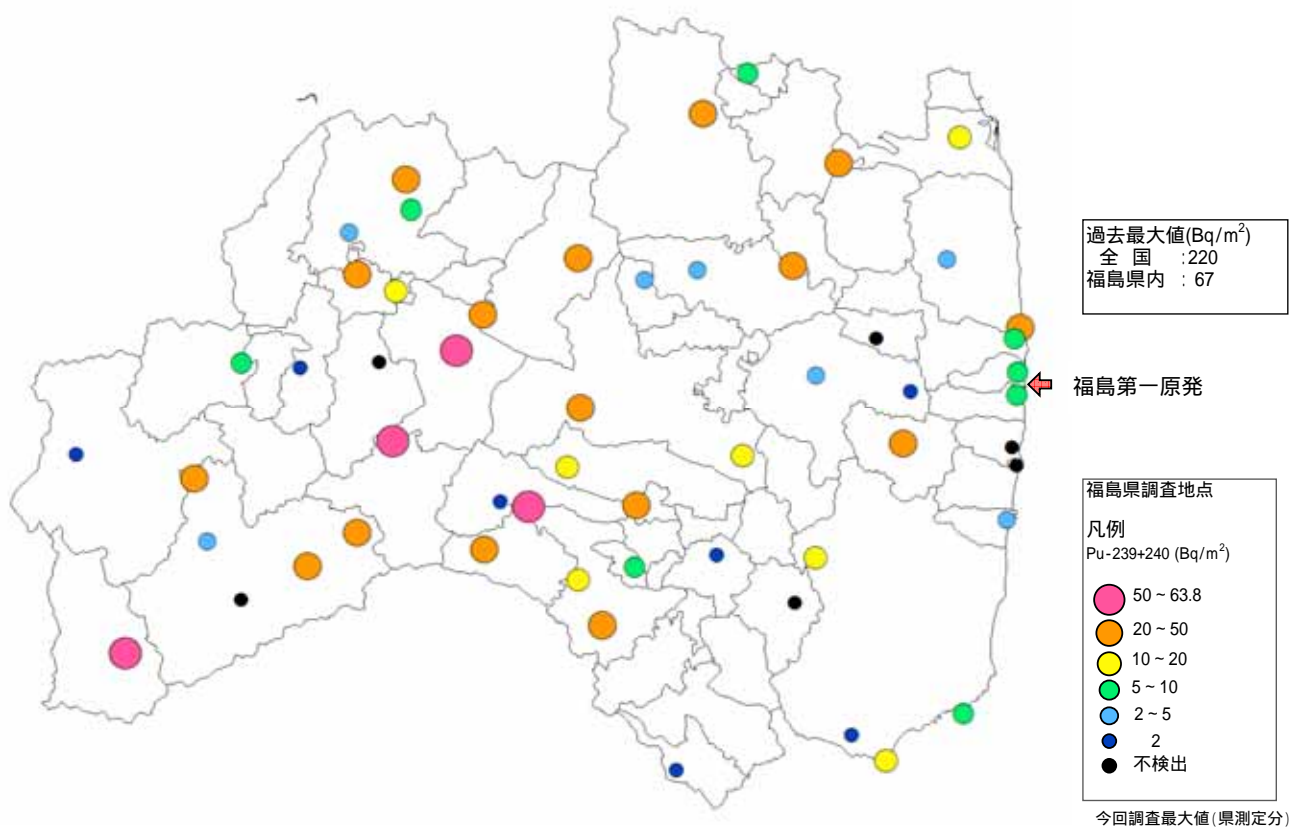 過去最大値(Bq/m²)
全 国 :220
福島県内 : 67
福島第一原発
福島県調査地点
凡例
Pu-239+240 (Bq/m²)
50~63.8
20~50
10~20
5~10
2~5
2
不検出
今回調査最大値(県測定分)